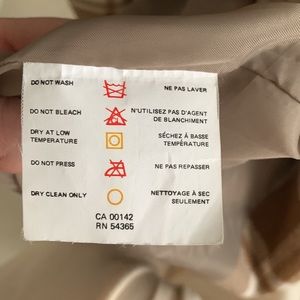 DO NOT WASH
NE PAS LAVER
DO NOT BLEACH
N'UTILISEZ PAS D'AGENT
DE BLANCHIMENT
DRY AT LOW
TEMPERATURE
SÉCHEZ À BASSE
TEMPÉRATURE
DO NOT PRESS
NE PAS REPASSER
DRY CLEAN ONLY
NETTOYAGE À SEC
SEULEMENT
CA 00142
RN 54365